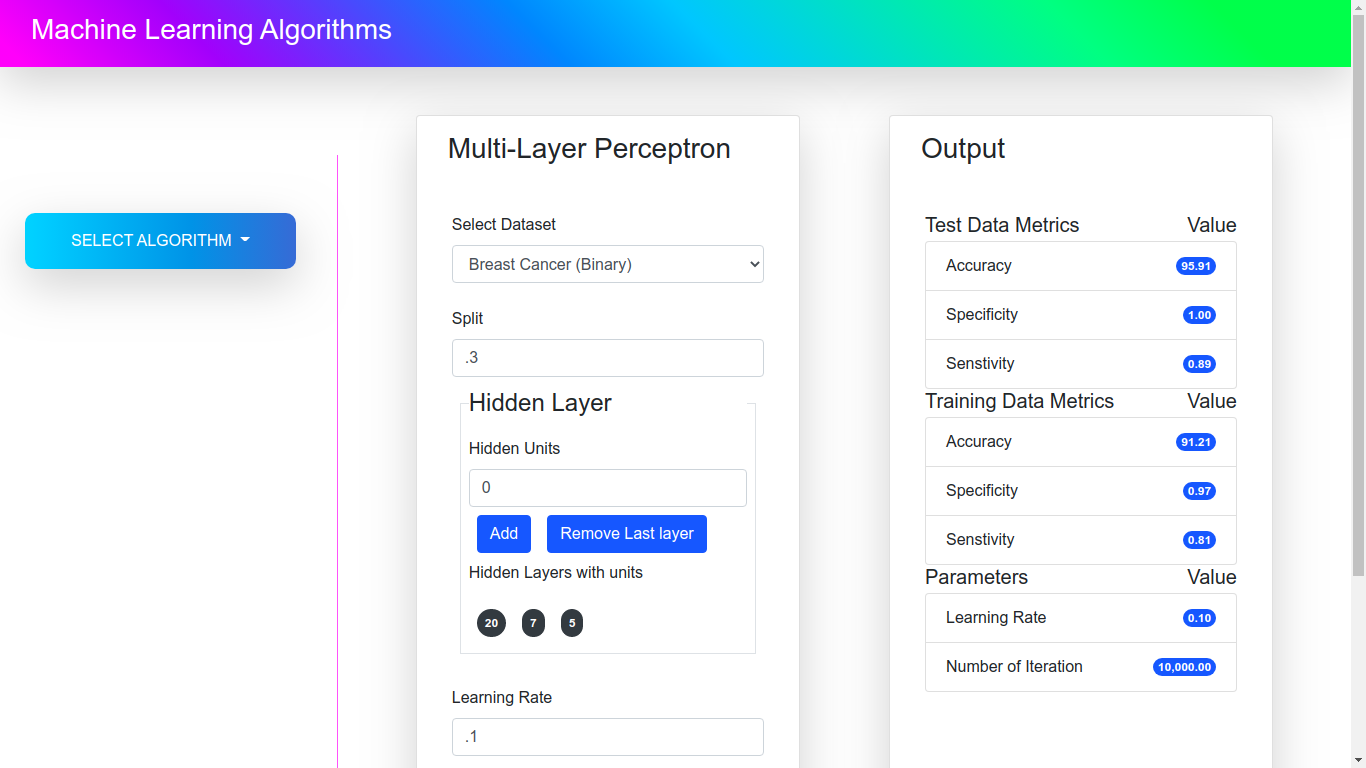 Machine Learning Algorithms
SELECT ALGORITHM
Multi-Layer Perceptron
Select Dataset
Breast Cancer (Binary)
Split
.3
Hidden Layer
Hidden Units
0
Add Remove Last layer
Hidden Layers with units
20 7 5
Learning Rate
.1
Output
Test Data Metrics Value
Accuracy 95.91
Specificity 1.00
Senstivity 0.89
Training Data Metrics Value
Accuracy 91.21
Specificity 0.97
Senstivity 0.81
Parameters Value
Learning Rate 0.10
Number of Iteration 10,000.00